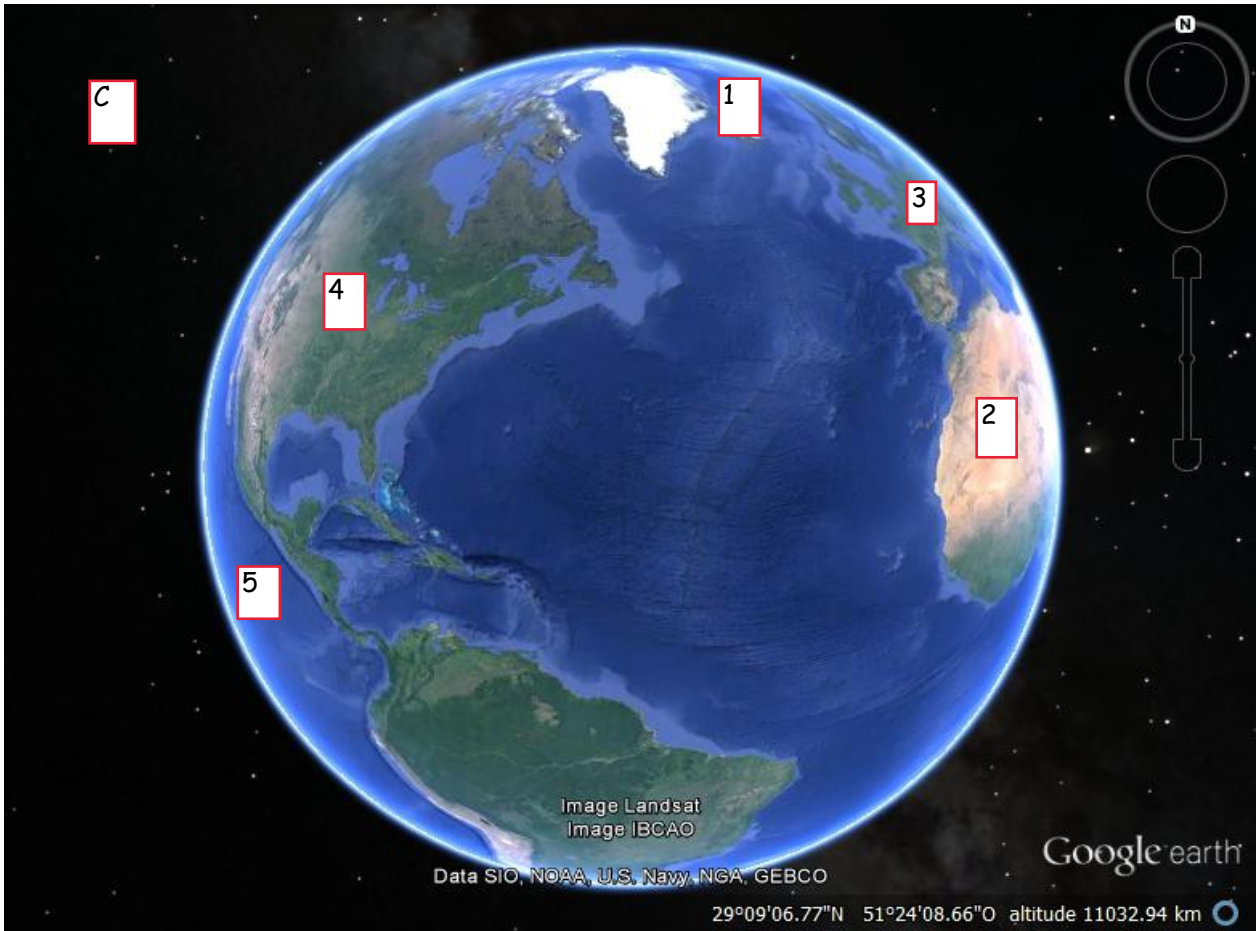 N
C
1
3
4
2
5
Image Landsat
Image IBCAO
Google earth
Data SIO, NOAA, U.S. Navy, NGA, GEBCO
29°09'06.77"N 51°24'08.66"O altitude 11032.94 km